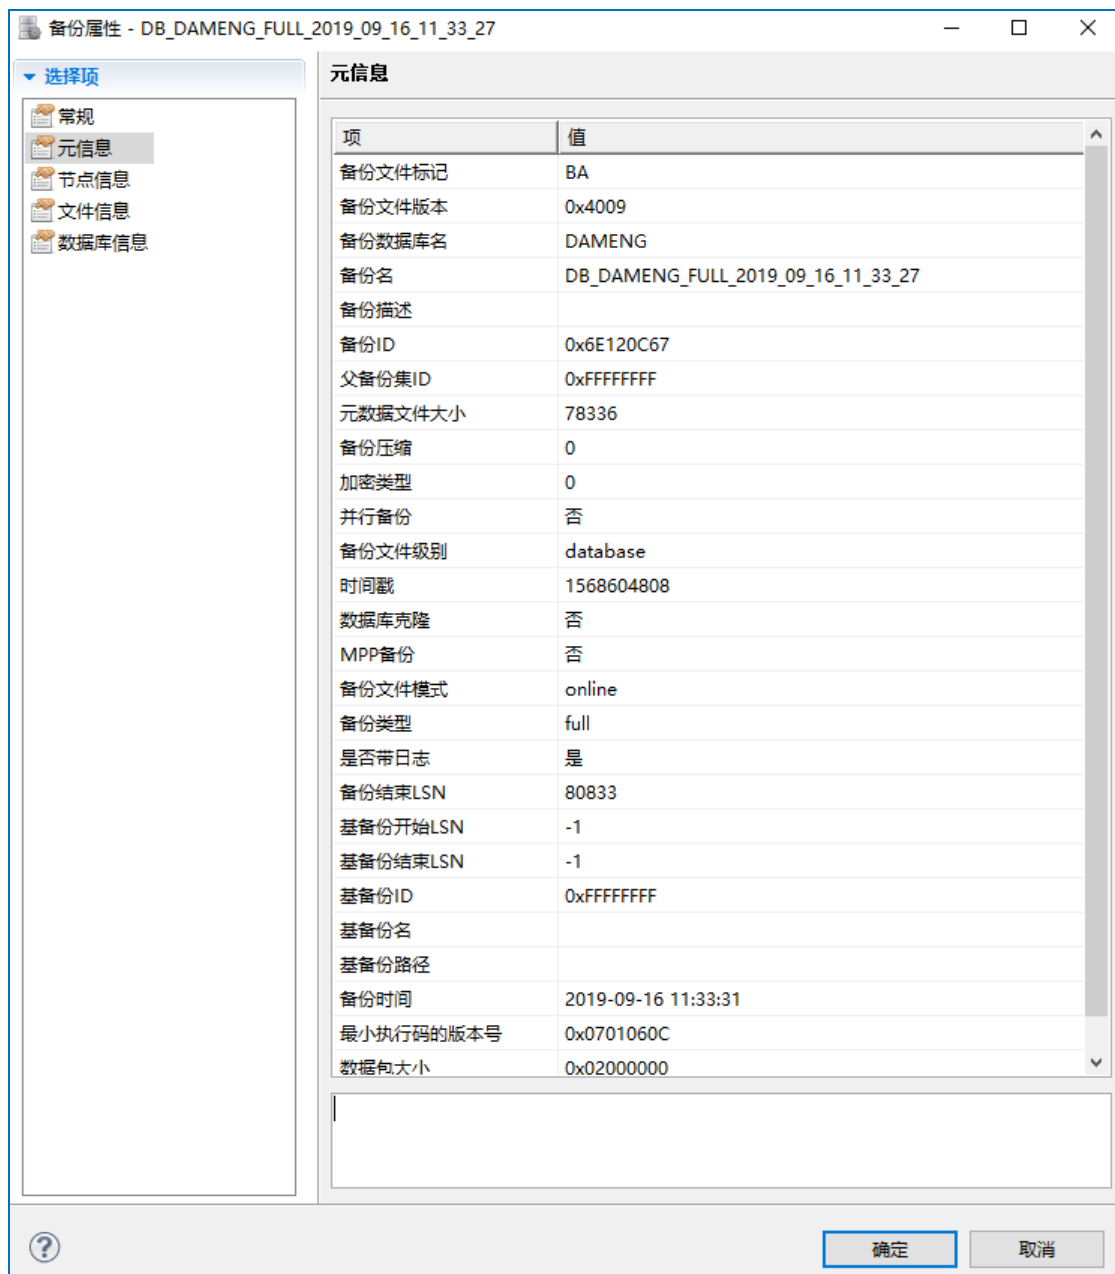 备份属性 - DB_DAMENG_FULL_2019_09_16_11_33_27
选择项
常规
元信息
节点信息
文件信息
数据库信息
元信息
项 值
备份文件标记 BA
备份文件版本 0x4009
备份数据库名 DAMENG
备份名 DB_DAMENG_FULL_2019_09_16_11_33_27
备份描述
备份ID 0x6E120C67
父备份集ID 0xFFFFFFFF
元数据文件大小 78336
备份压缩 0
加密类型 0
并行备份 否
备份文件级别 database
时间戳 1568604808
数据库克隆 否
MPP备份 否
备份文件模式 online
备份类型 full
是否带日志 是
备份结束LSN 80833
基备份开始LSN -1
基备份结束LSN -1
基备份ID 0xFFFFFFFF
基备份名
基备份路径
备份时间 2019-09-16 11:33:31
最小执行码的版本号 0x0701060C
数据包大小 0x02000000
确定 取消